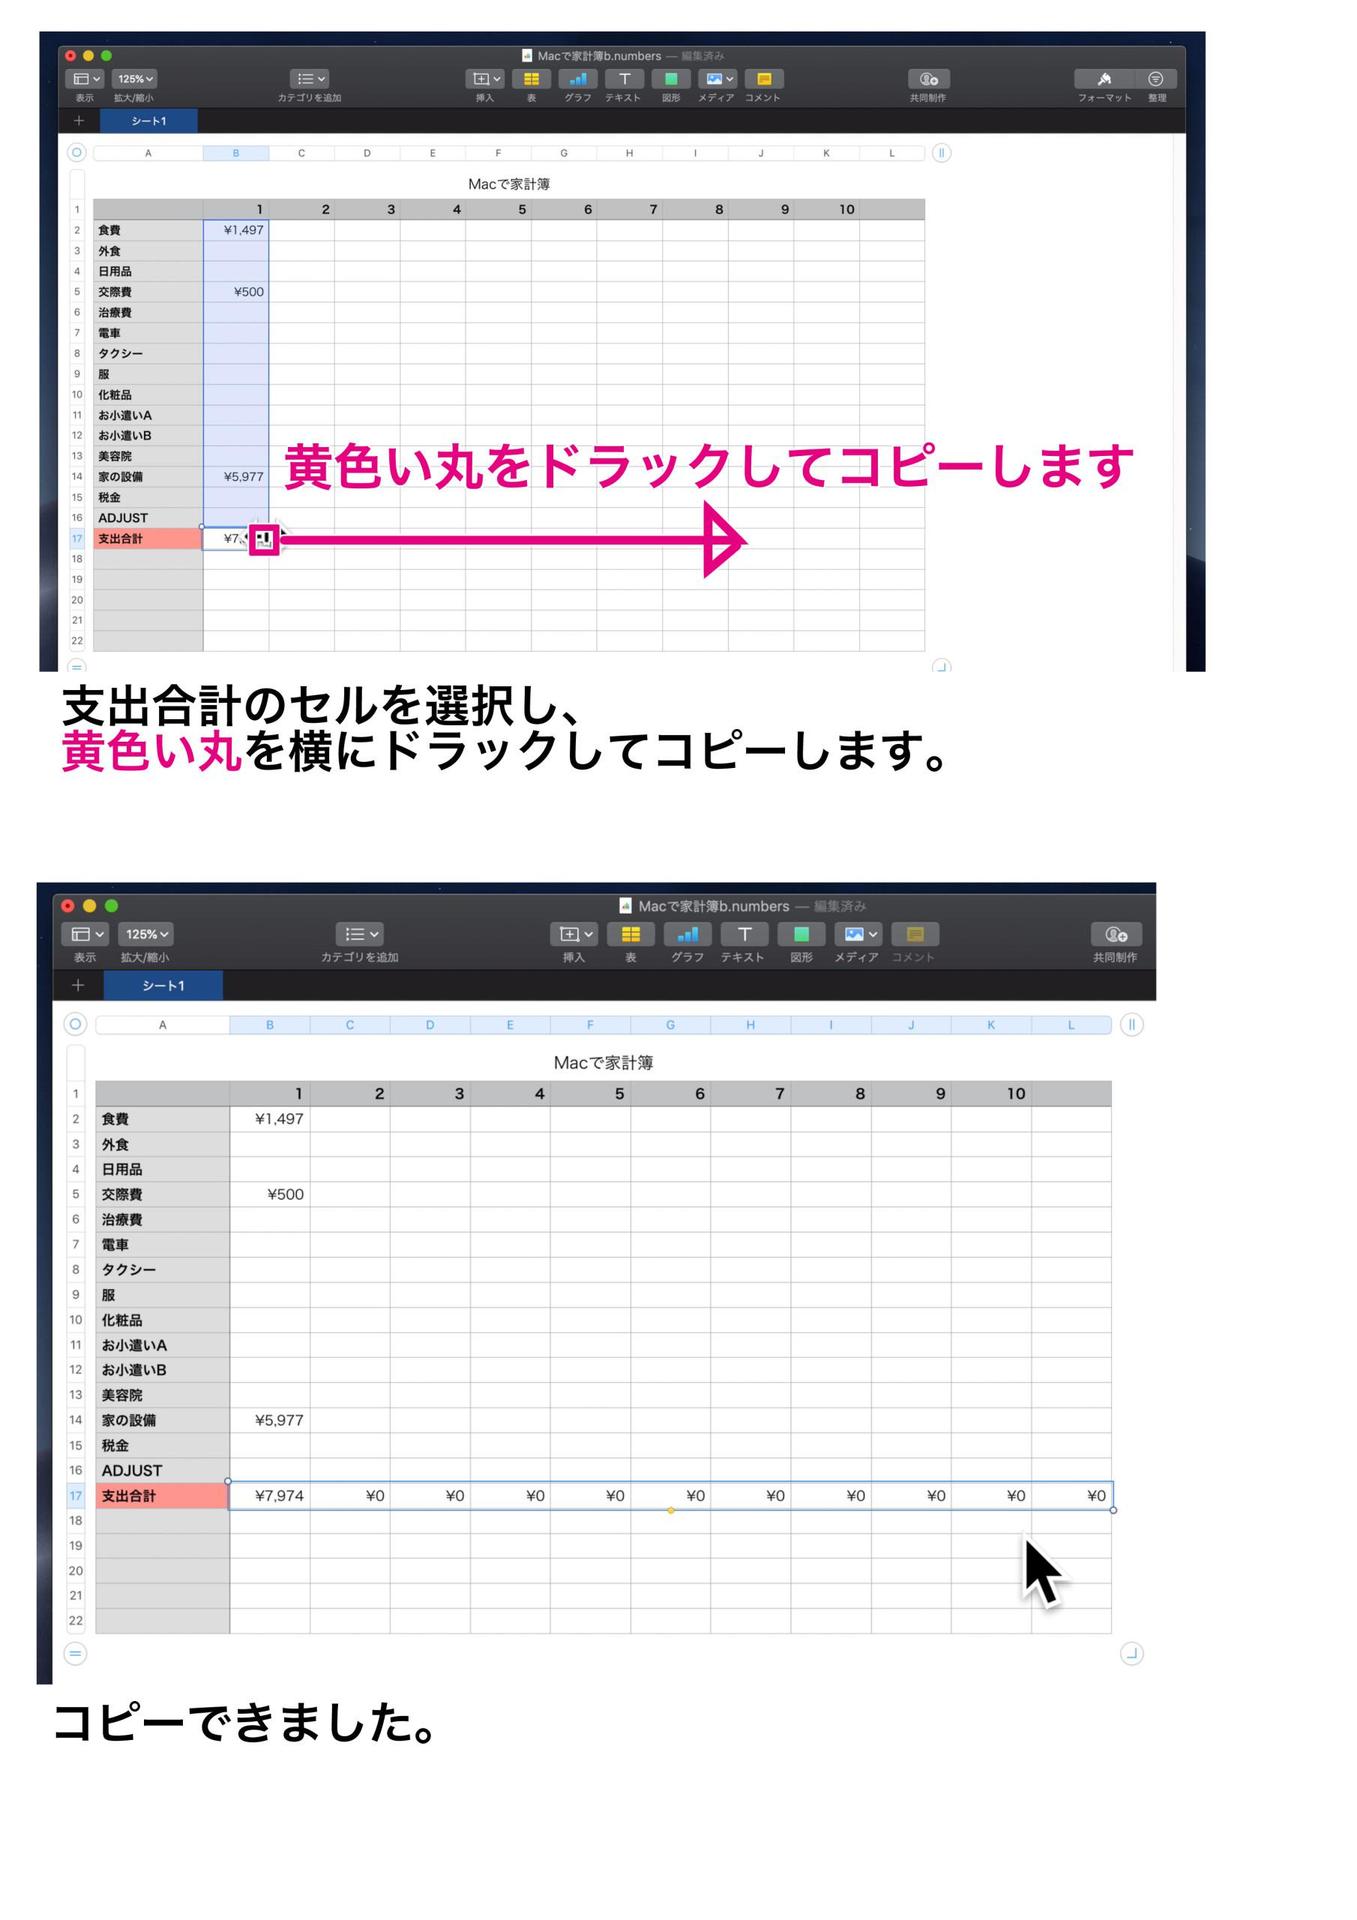 Macで家計簿b.numbers — 編集済み
125%
表示 拡大/縮小 カテゴリを追加 挿入 表 グラフ テキスト 図形 メディア コメント 共同制作 フォーマット 整理
シート1
A B C D E F G H I J K L
Macで家計簿
1 1 2 3 4 5 6 7 8 9 10
2 食費 ¥1,497
3 外食
4 日用品
5 交際費 ¥500
6 治療費
7 電車
8 タクシー
9 服
10 化粧品
11 お小遣いA
12 お小遣いB
13 美容院
黄色い丸をドラックしてコピーします
14 家の設備 ¥5,977
15 税金
16 ADJUST
17 支出合計
18
19
20
21
22
支出合計のセルを選択し、
黄色い丸を横にドラックしてコピーします。
Macで家計簿b.numbers — 編集済み
125%
表示 拡大/縮小 カテゴリを追加 挿入 表 グラフ テキスト 図形 メディア コメント 共同制作
シート1
A B C D E F G H I J K L
Macで家計簿
1 1 2 3 4 5 6 7 8 9 10
2 食費 ¥1,497
3 外食
4 日用品
5 交際費 ¥500
6 治療費
7 電車
8 タクシー
9 服
10 化粧品
11 お小遣いA
12 お小遣いB
13 美容院
14 家の設備 ¥5,977
15 税金
16 ADJUST
17 支出合計 ¥7,974 ¥0 ¥0 ¥0 ¥0 ¥0 ¥0 ¥0 ¥0 ¥0 ¥0
18
19
20
21
22
コピーできました。